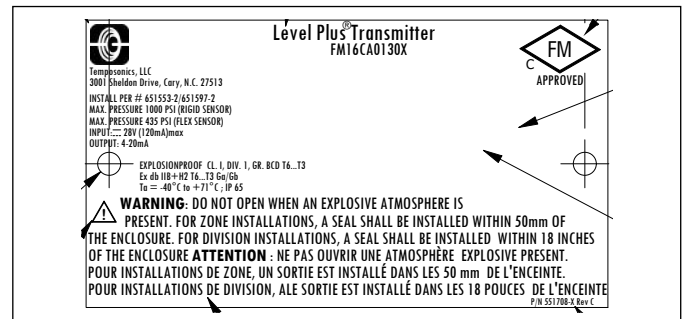 Level Plus® Transmitter
FM16CA0130X
FM
C
APPROVED
Temposonics, LLC
3001 Sheldon Drive, Cary, N.C. 27513
INSTALL PER # 651553-2/651597-2
MAX. PRESSURE 1000 PSI (RIGID SENSOR)
MAX. PRESSURE 435 PSI (FLEX SENSOR)
INPUT:⎓ 28V (120mA)max
OUTPUT: 4-20mA
EXPLOSIONPROOF CL. I, DIV. 1, GR. BCD T6...T3
Ex db IIB+H2 T6...T3 Ga/Gb
Ta = -40°C to +71°C ; IP 65
WARNING: DO NOT OPEN WHEN AN EXPLOSIVE ATMOSPHERE IS
PRESENT. FOR ZONE INSTALLATIONS, A SEAL SHALL BE INSTALLED WITHIN 50mm OF
THE ENCLOSURE. FOR DIVISION INSTALLATIONS, A SEAL SHALL BE INSTALLED WITHIN 18 INCHES
OF THE ENCLOSURE ATTENTION : NE PAS OUVRIR UNE ATMOSPHÈRE EXPLOSIVE PRESENT.
POUR INSTALLATIONS DE ZONE, UN SORTIE EST INSTALLÉ DANS LES 50 mm DE L'ENCEINTE.
POUR INSTALLATIONS DE DIVISION, ALE SORTIE EST INSTALLÉ DANS LES 18 POUCES DE L'ENCEINTE
P/N 551708-X Rev C